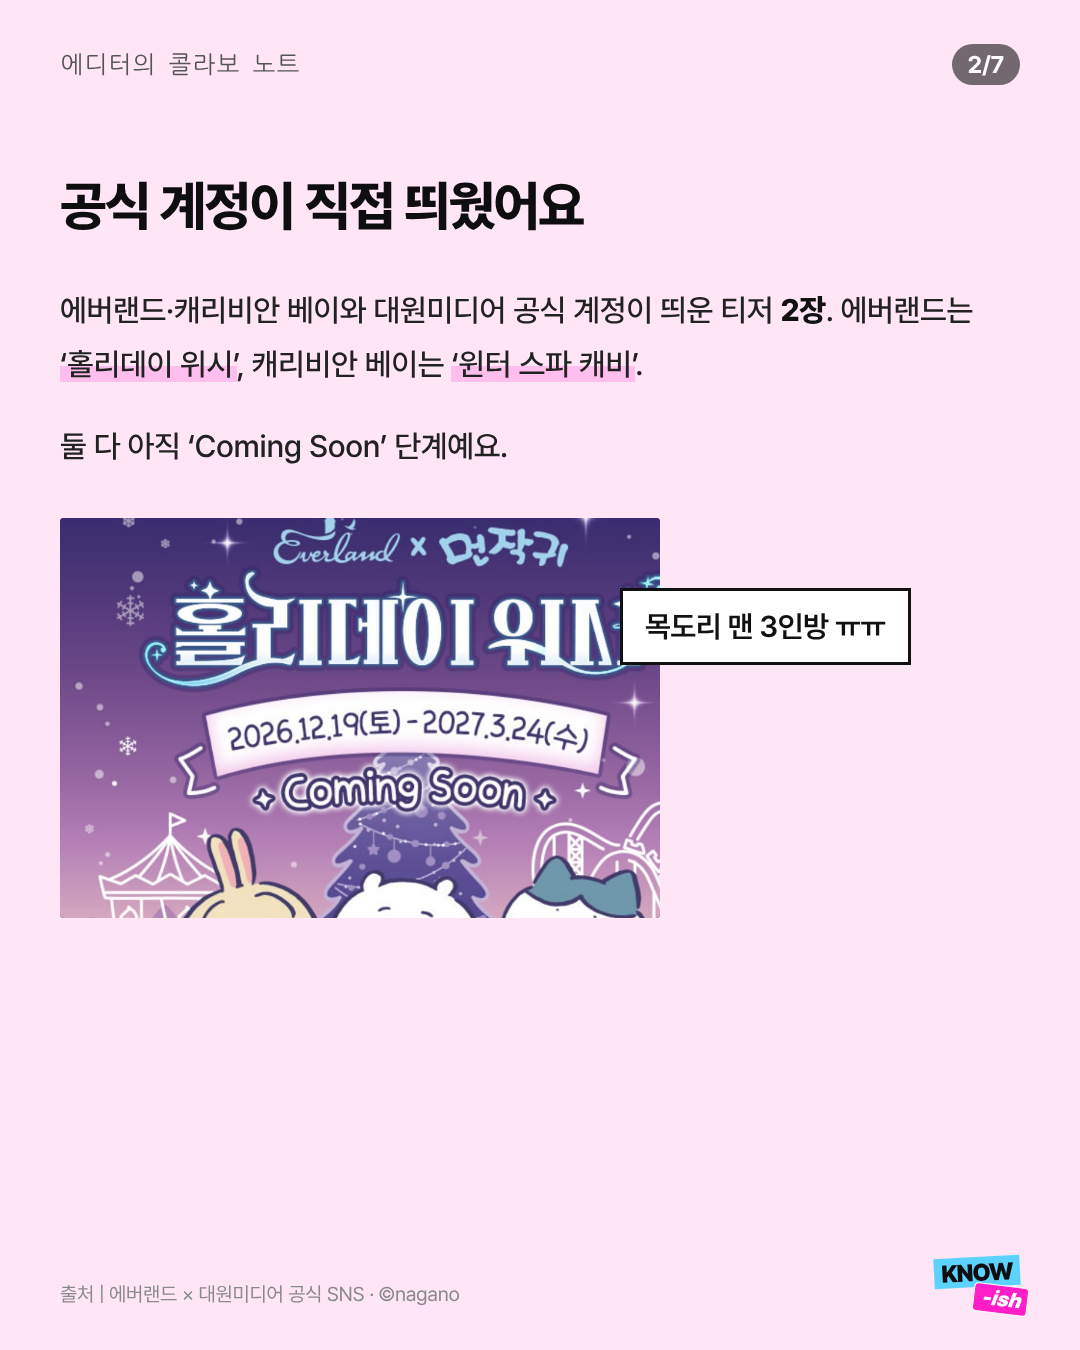 에디터의 콜라보 노트
2/7
공식 계정이 직접 띄웠어요
에버랜드·캐리비안 베이와 대원미디어 공식 계정이 띄운 티저 2장. 에버랜드는
‘홀리데이 위시’, 캐리비안 베이는 ‘윈터 스파 캐비’.
둘 다 아직 ‘Coming Soon’ 단계예요.
Everland x 먼작귀
홀리데이 위시
목도리 맨 3인방 ㅠㅠ
2026.12.19(토) - 2027.3.24(수)
Coming Soon
출처 | 에버랜드 × 대원미디어 공식 SNS · ©nagano
KNOW
-ish